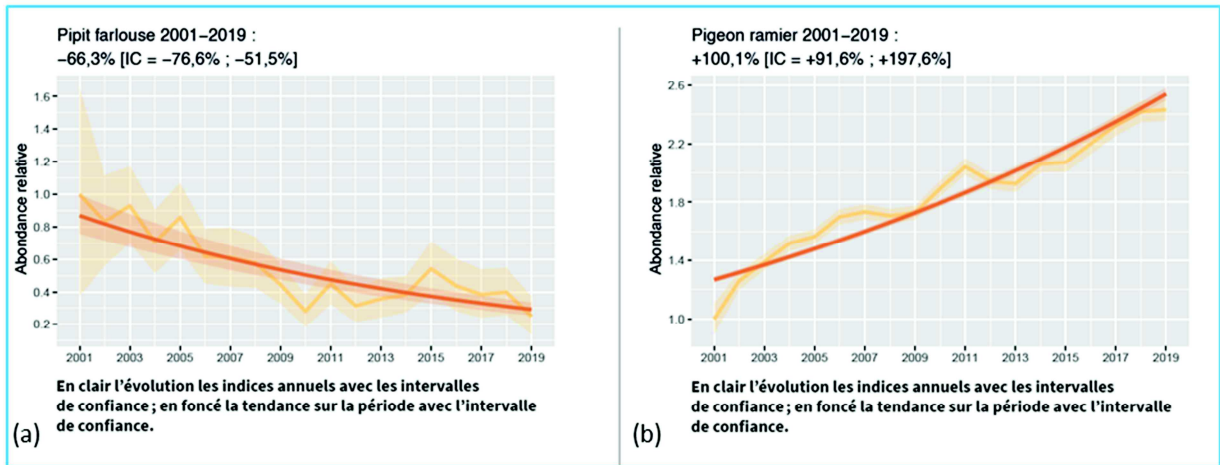 Pipit farlouse 2001–2019 :
−66,3% [IC = −76,6% ; −51,5%]
Abondance relative
1.6
1.4
1.2
1.0
0.8
0.6
0.4
0.2
2001 2003 2005 2007 2009 2011 2013 2015 2017 2019
En clair l’évolution les indices annuels avec les intervalles
de confiance ; en foncé la tendance sur la période avec l’intervalle
de confiance.
(a)
Pigeon ramier 2001–2019 :
+100,1% [IC = +91,6% ; +197,6%]
Abondance relative
2.6
2.2
1.8
1.4
1.0
2001 2003 2005 2007 2009 2011 2013 2015 2017 2019
En clair l’évolution les indices annuels avec les intervalles
de confiance ; en foncé la tendance sur la période avec l’intervalle
de confiance.
(b)